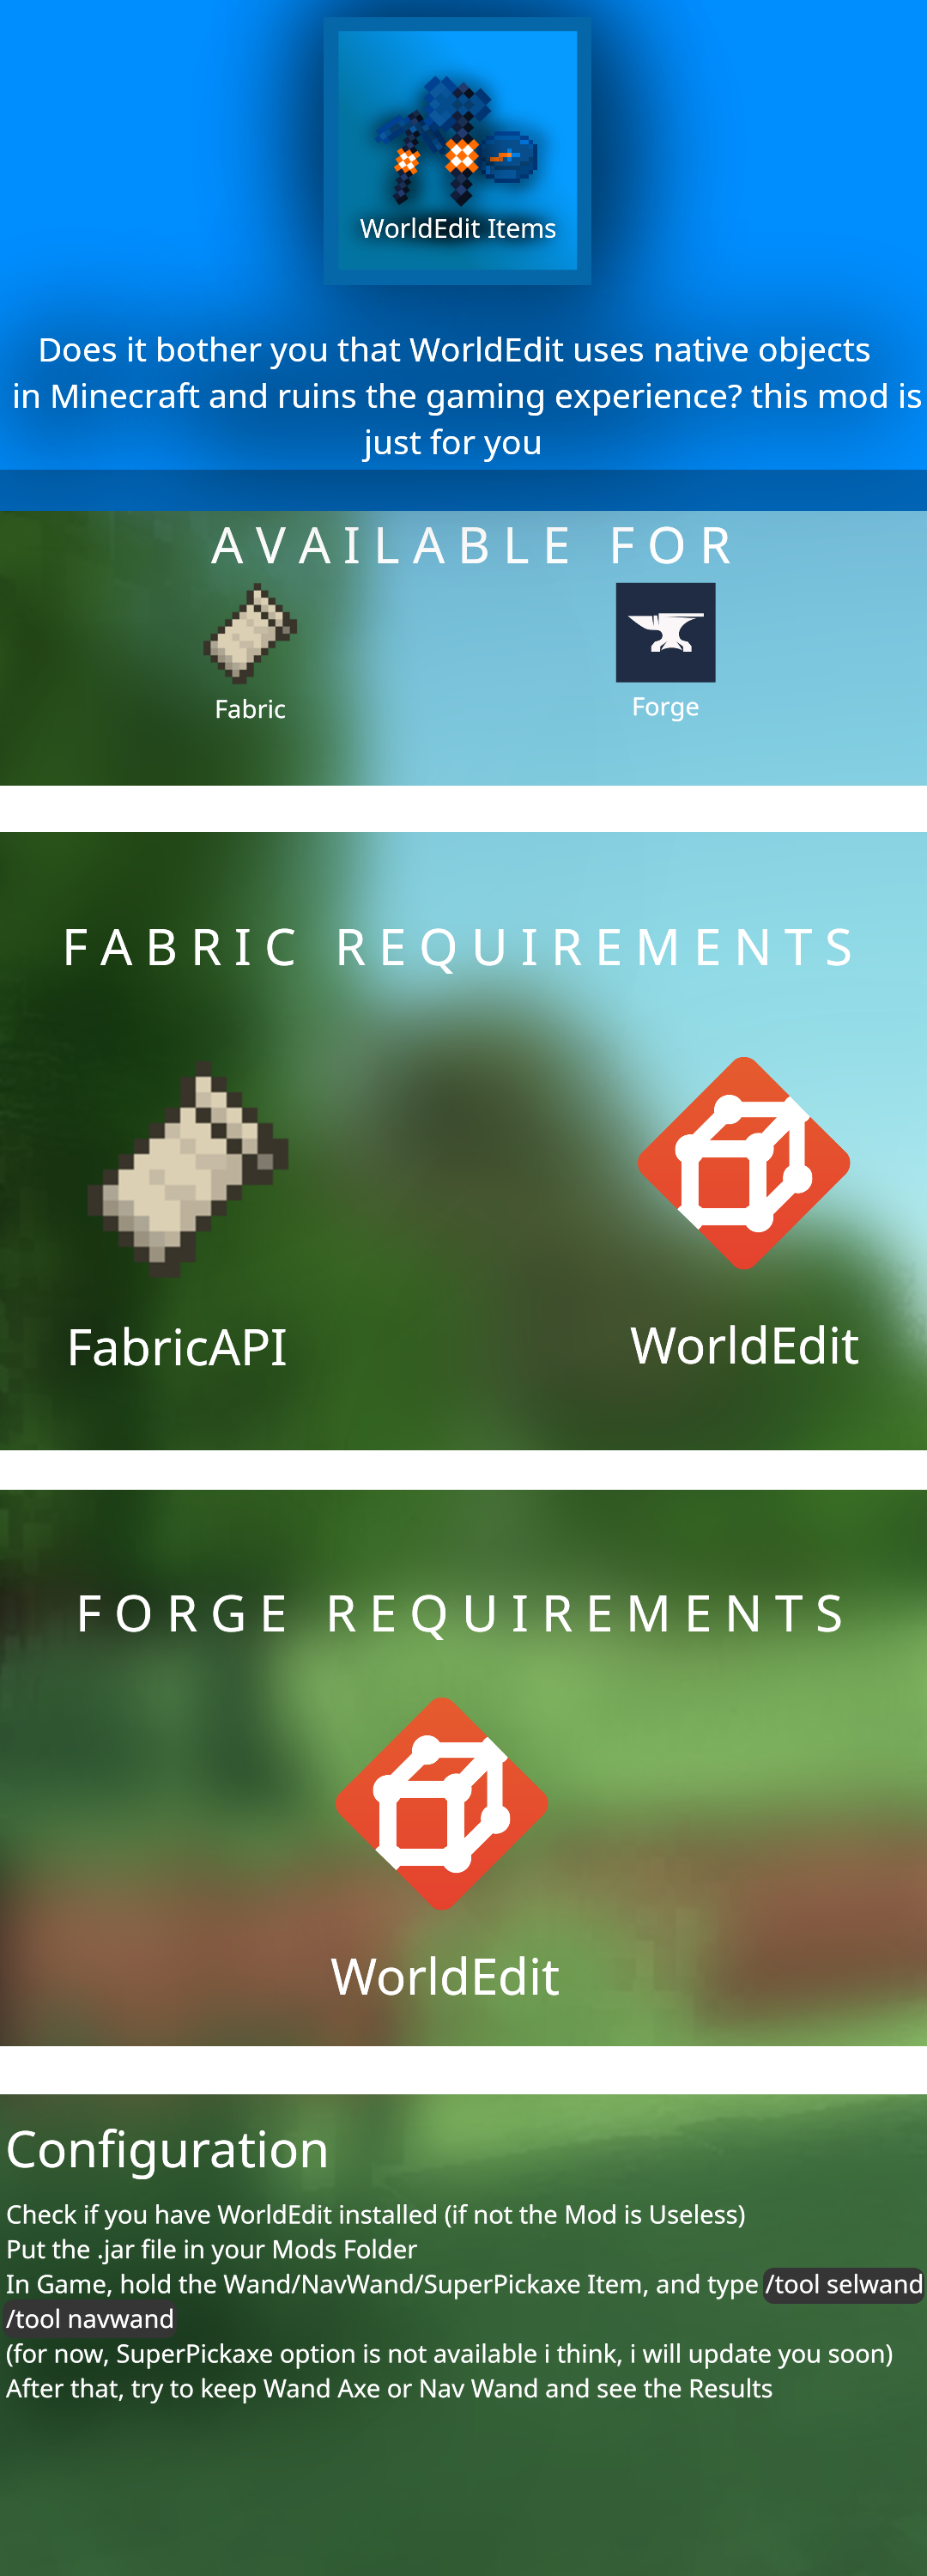 WorldEdit Items
Does it bother you that WorldEdit uses native objects
in Minecraft and ruins the gaming experience? this mod is
just for you
AVAILABLE FOR
Fabric
Forge
FABRIC REQUIREMENTS
FabricAPI
WorldEdit
FORGE REQUIREMENTS
WorldEdit
Configuration
Check if you have WorldEdit installed (if not the Mod is Useless)
Put the .jar file in your Mods Folder
In Game, hold the Wand/NavWand/SuperPickaxe Item, and type /tool selwand
/tool navwand
(for now, SuperPickaxe option is not available i think, i will update you soon)
After that, try to keep Wand Axe or Nav Wand and see the Results